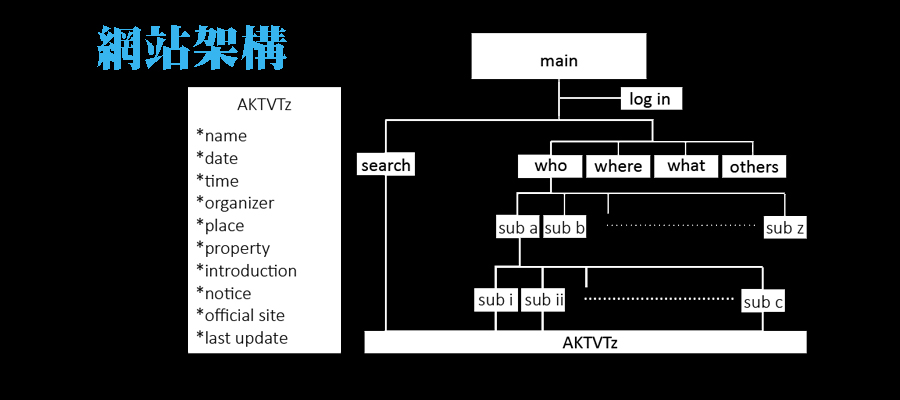 網站架構
AKTVTz
*name
*date
*time
*organizer
*place
*property
*introduction
*notice
*official site
*last update
main
log in
search
who where what others
sub a sub b sub z
sub i sub ii sub c
AKTVTz